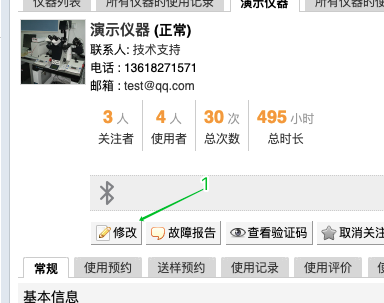 仪器列表 所有仪器的使用记录 演示仪器 所有仪器的使
演示仪器 (正常)
联系人: 技术支持
电话 : 13618271571
邮箱 : test@qq.com
3 人 4 人 30 次 495 小时
关注者 使用者 总次数 总时长
1
修改 故障报告 查看验证码 取消关注
常规 使用预约 送样预约 使用记录 使用评价 使
基本信息